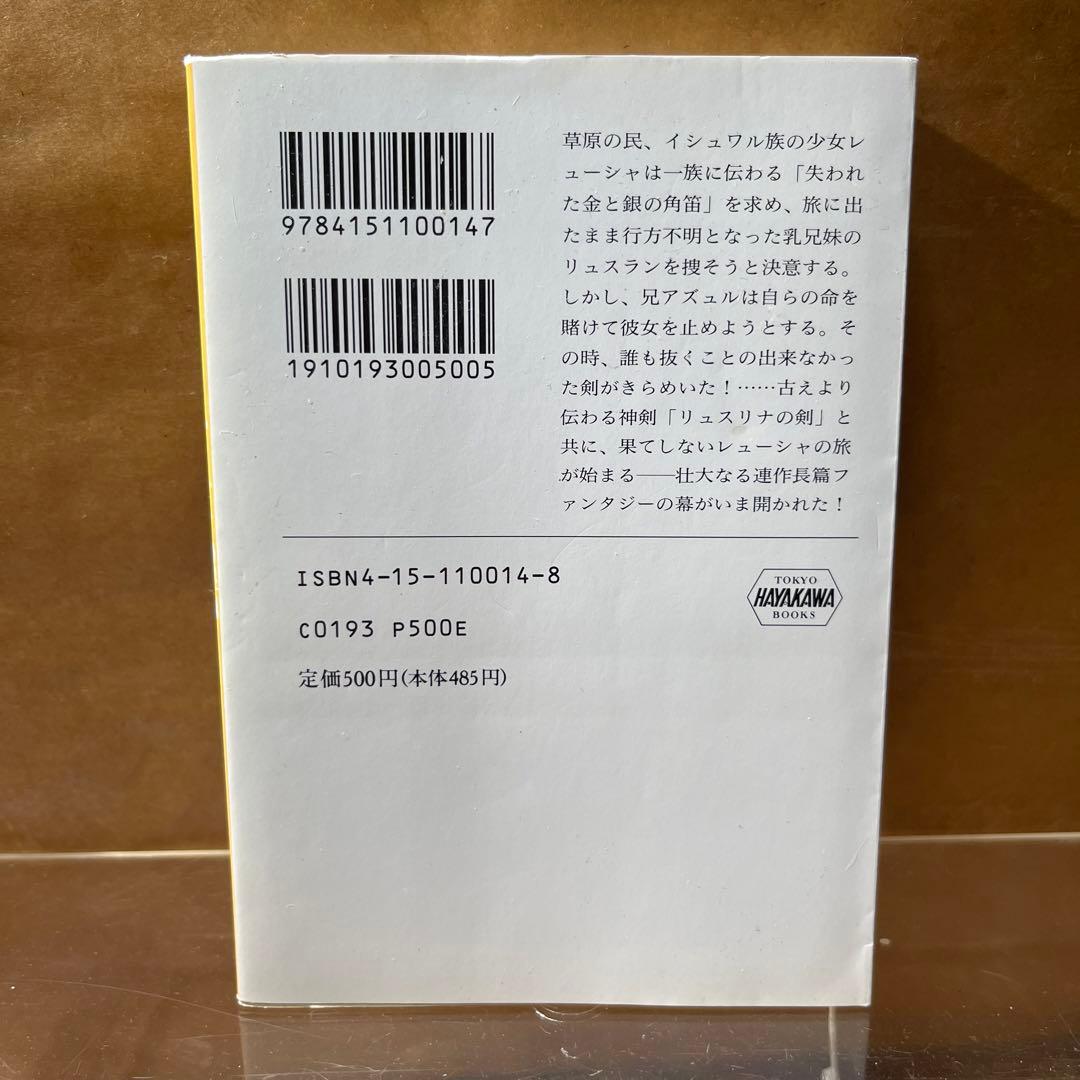 9784151100147
1910193005005
草原の民、イシュワル族の少女レ
ューシャは一族に伝わる「失われ
た金と銀の角笛」を求め、旅に出
たまま行方不明となった乳兄妹の
リュスランを捜そうと決意する。
しかし、兄アズュルは自らの命を
賭けて彼女を止めようとする。そ
の時、誰も抜くことの出来なかっ
た剣がきらめいた！……古えより
伝わる神剣「リュスリナの剣」と
共に、果てしないレューシャの旅
が始まる――壮大なる連作長篇フ
ァンタジーの幕がいま開かれた！
ISBN4-15-110014-8
C0193 P500E
定価500円(本体485円)
TOKYO
HAYAKAWA
BOOKS